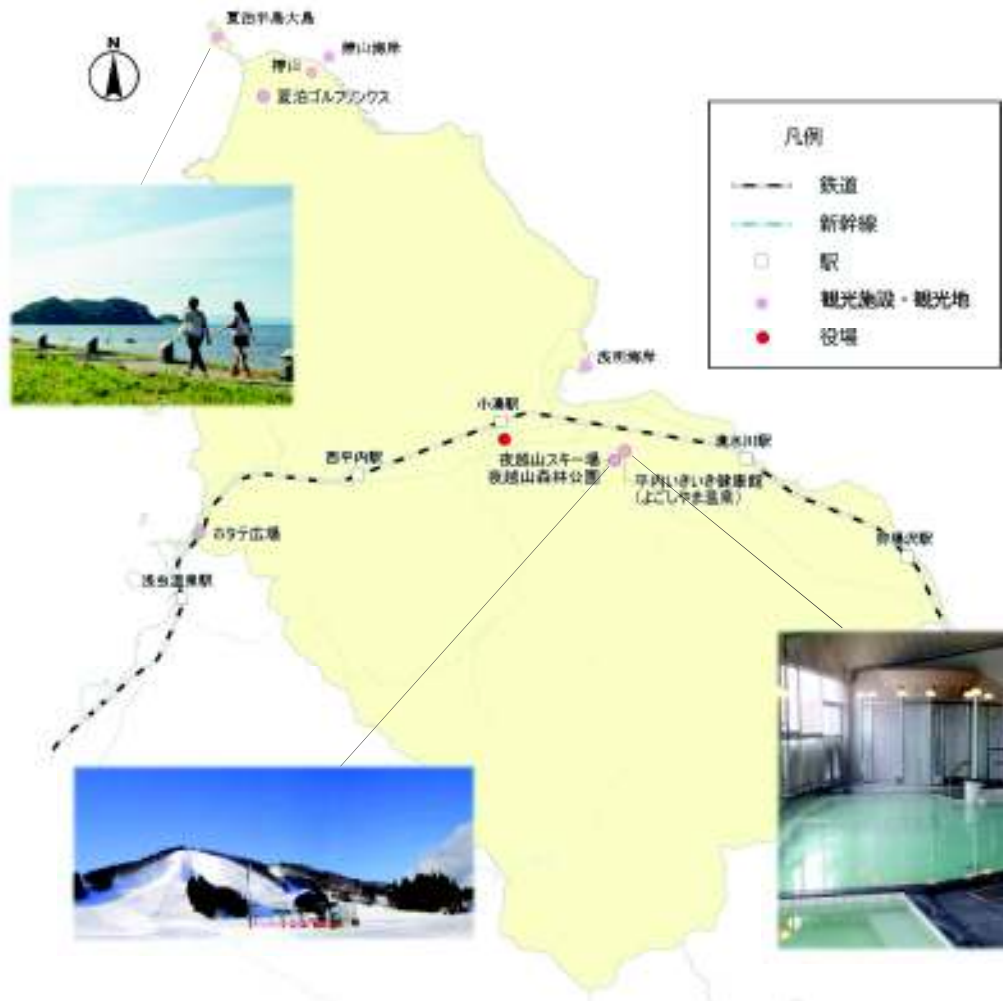 夏泊半島大島
N
椿山海岸
椿山
夏泊ゴルフリンクス
凡例
鉄道
新幹線
駅
観光施設・観光地
役場
浅所海岸
小湊駅
清水川駅
西平内駅
夜越山スキー場
夜越山森林公園
平内いきいき健康館
(よごしやま温泉)
ホタテ広場
狩場沢駅
浅虫温泉駅